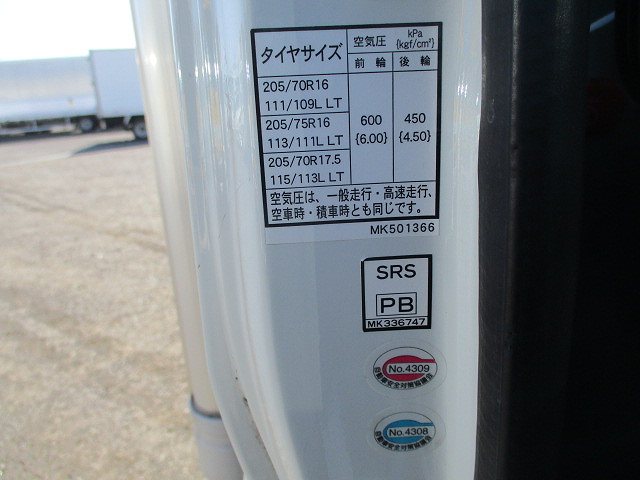 タイヤサイズ 空気圧 kPa {kgf/cm²}
前輪 後輪
205/70R16
111/109L LT
205/75R16
113/111L LT
205/70R17.5
115/113L LT
600 {6.00}
450 {4.50}
空気圧は、一般走行・高速走行、
空車時・積車時とも同じです。
MK501366
SRS
PB
MK336747
No.4309
No.4308